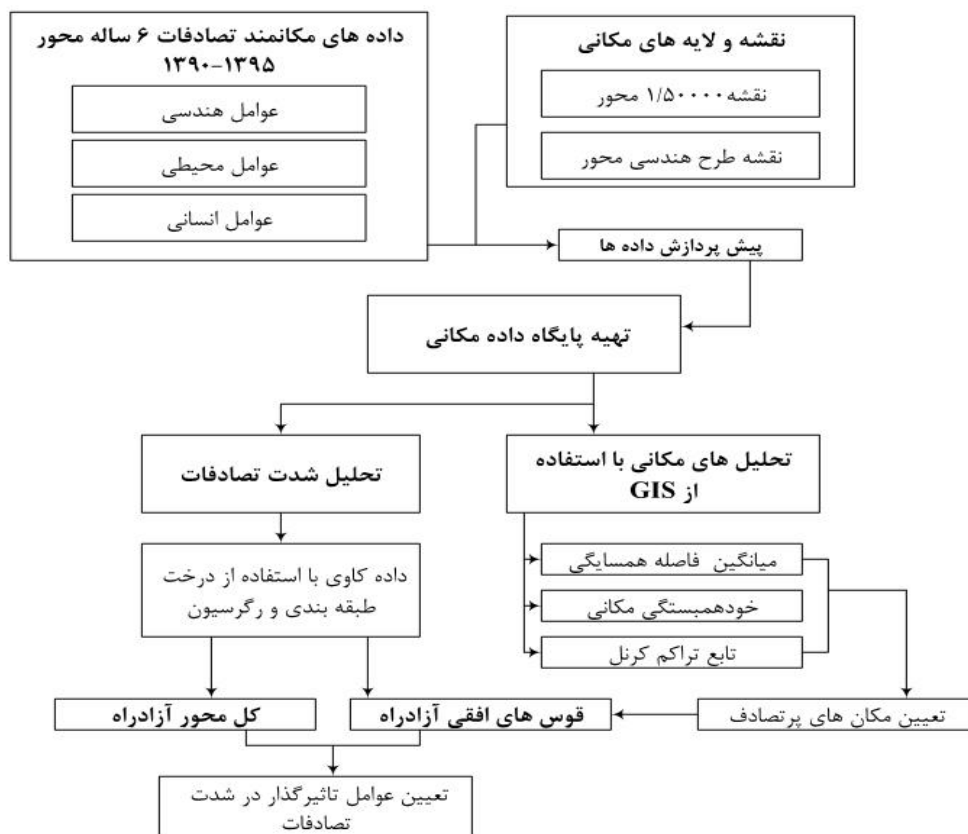 داده های مکانمند تصادفات ۶ ساله محور
۱۳۹۰-۱۳۹۵
عوامل هندسی
عوامل محیطی
عوامل انسانی
نقشه و لایه های مکانی
نقشه ۱/۵۰۰۰۰ محور
نقشه طرح هندسی محور
پیش پردازش داده ها
تهیه پایگاه داده مکانی
تحلیل های مکانی با استفاده
از GIS
میانگین فاصله همسایگی
خودهمبستگی مکانی
تابع تراکم کرنل
تحلیل شدت تصادفات
داده کاوی با استفاده از درخت
طبقه بندی و رگرسیون
تعیین مکان های پرتصادف
قوس های افقی آزادراه
کل محور آزادراه
تعیین عوامل تاثیرگذار در شدت
تصادفات